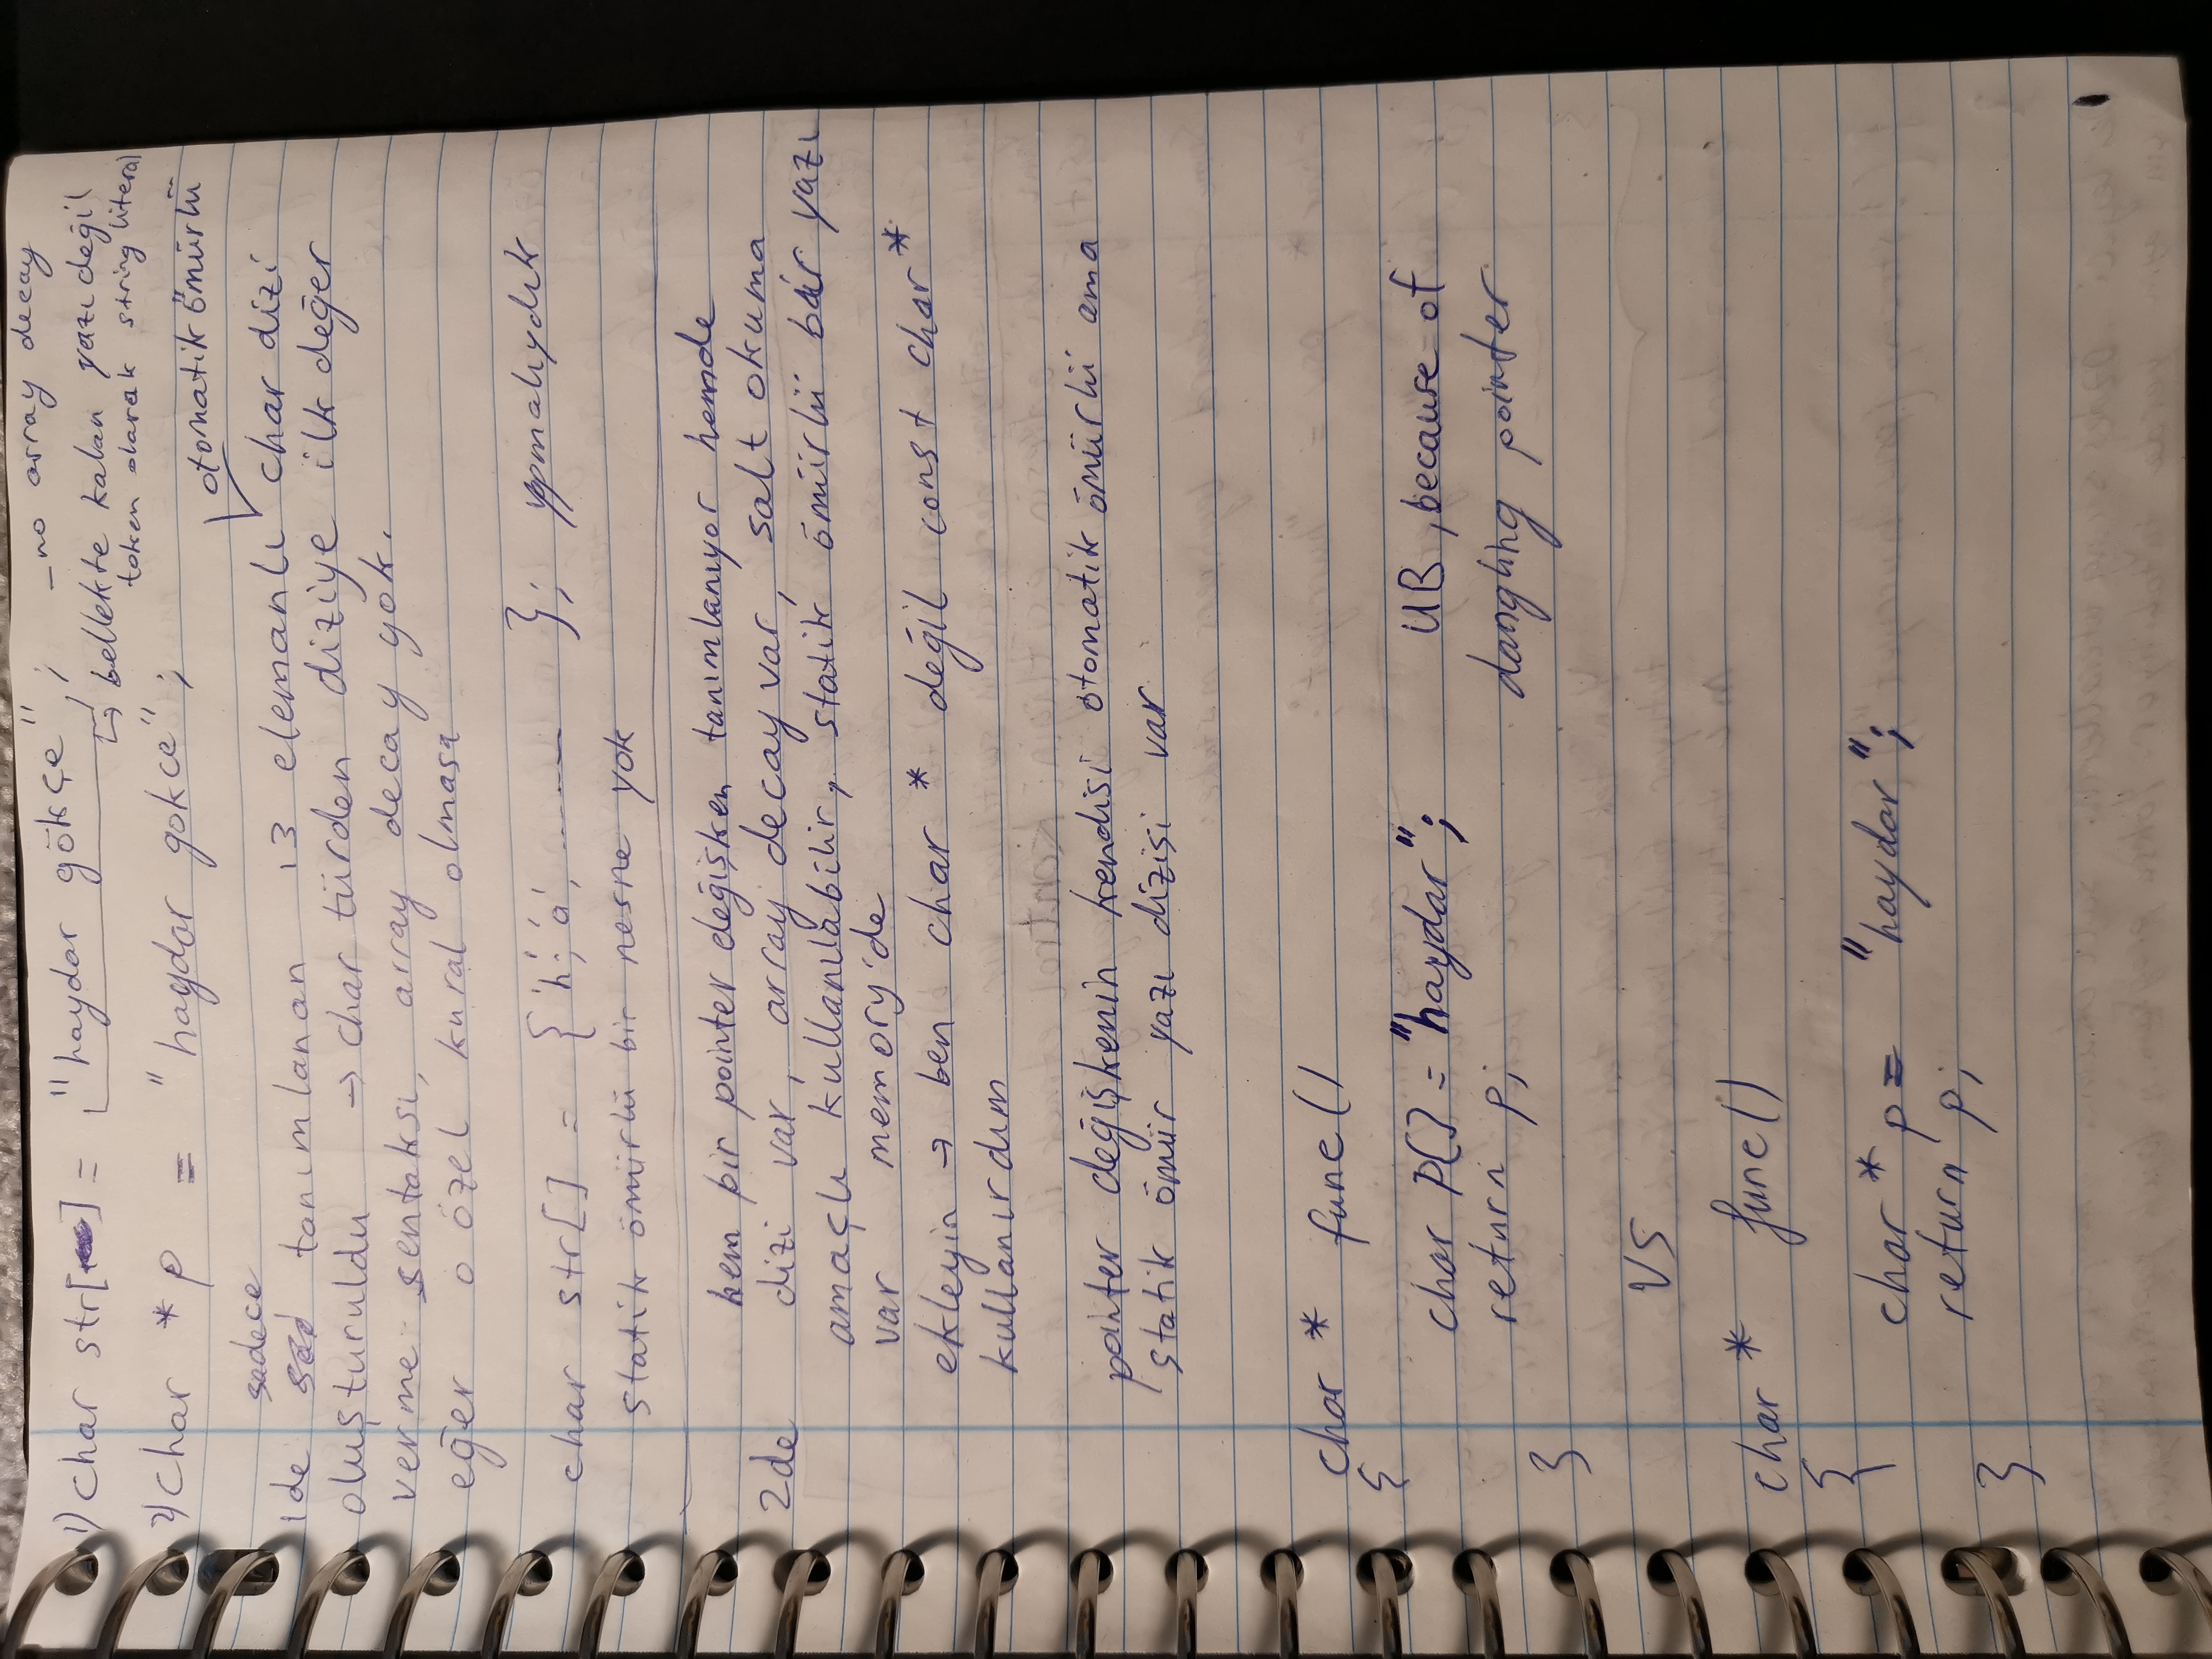 1) char str[] = "haydar gökçe"; _no array decay
↳ bellekte kalan yazı değil
token olarak string literal
2) char * p = "haydar gokce";
otomatik ömürlü
sadece
1de tanımlanan 13 elemanlı char dizi
oluşturuldu → char türden diziye ilk değer
verme sentaksı, array decay yok.
eğer o özel kural olmasa
char str[] = {'h', 'a', ........ }; yapmalıydık
statik ömürlü bir nesne yok
hem bir pointer değişken tanımlanıyor hemde
2de dizi var, array decay var, salt okuma
amaçlı kullanılabilir, statik ömürlü bir yazı
var memory'de
ekleyin → ben char * değil const char *
kullanırdım
pointer değişkenin kendisi otomatik ömürlü ama
statik ömür yazı dizisi var
char * func()
{
char p[] = "haydar"; UB, because of
return p; dangling pointer
}
VS
char * func()
{
char * p = "haydar";
return p;
}